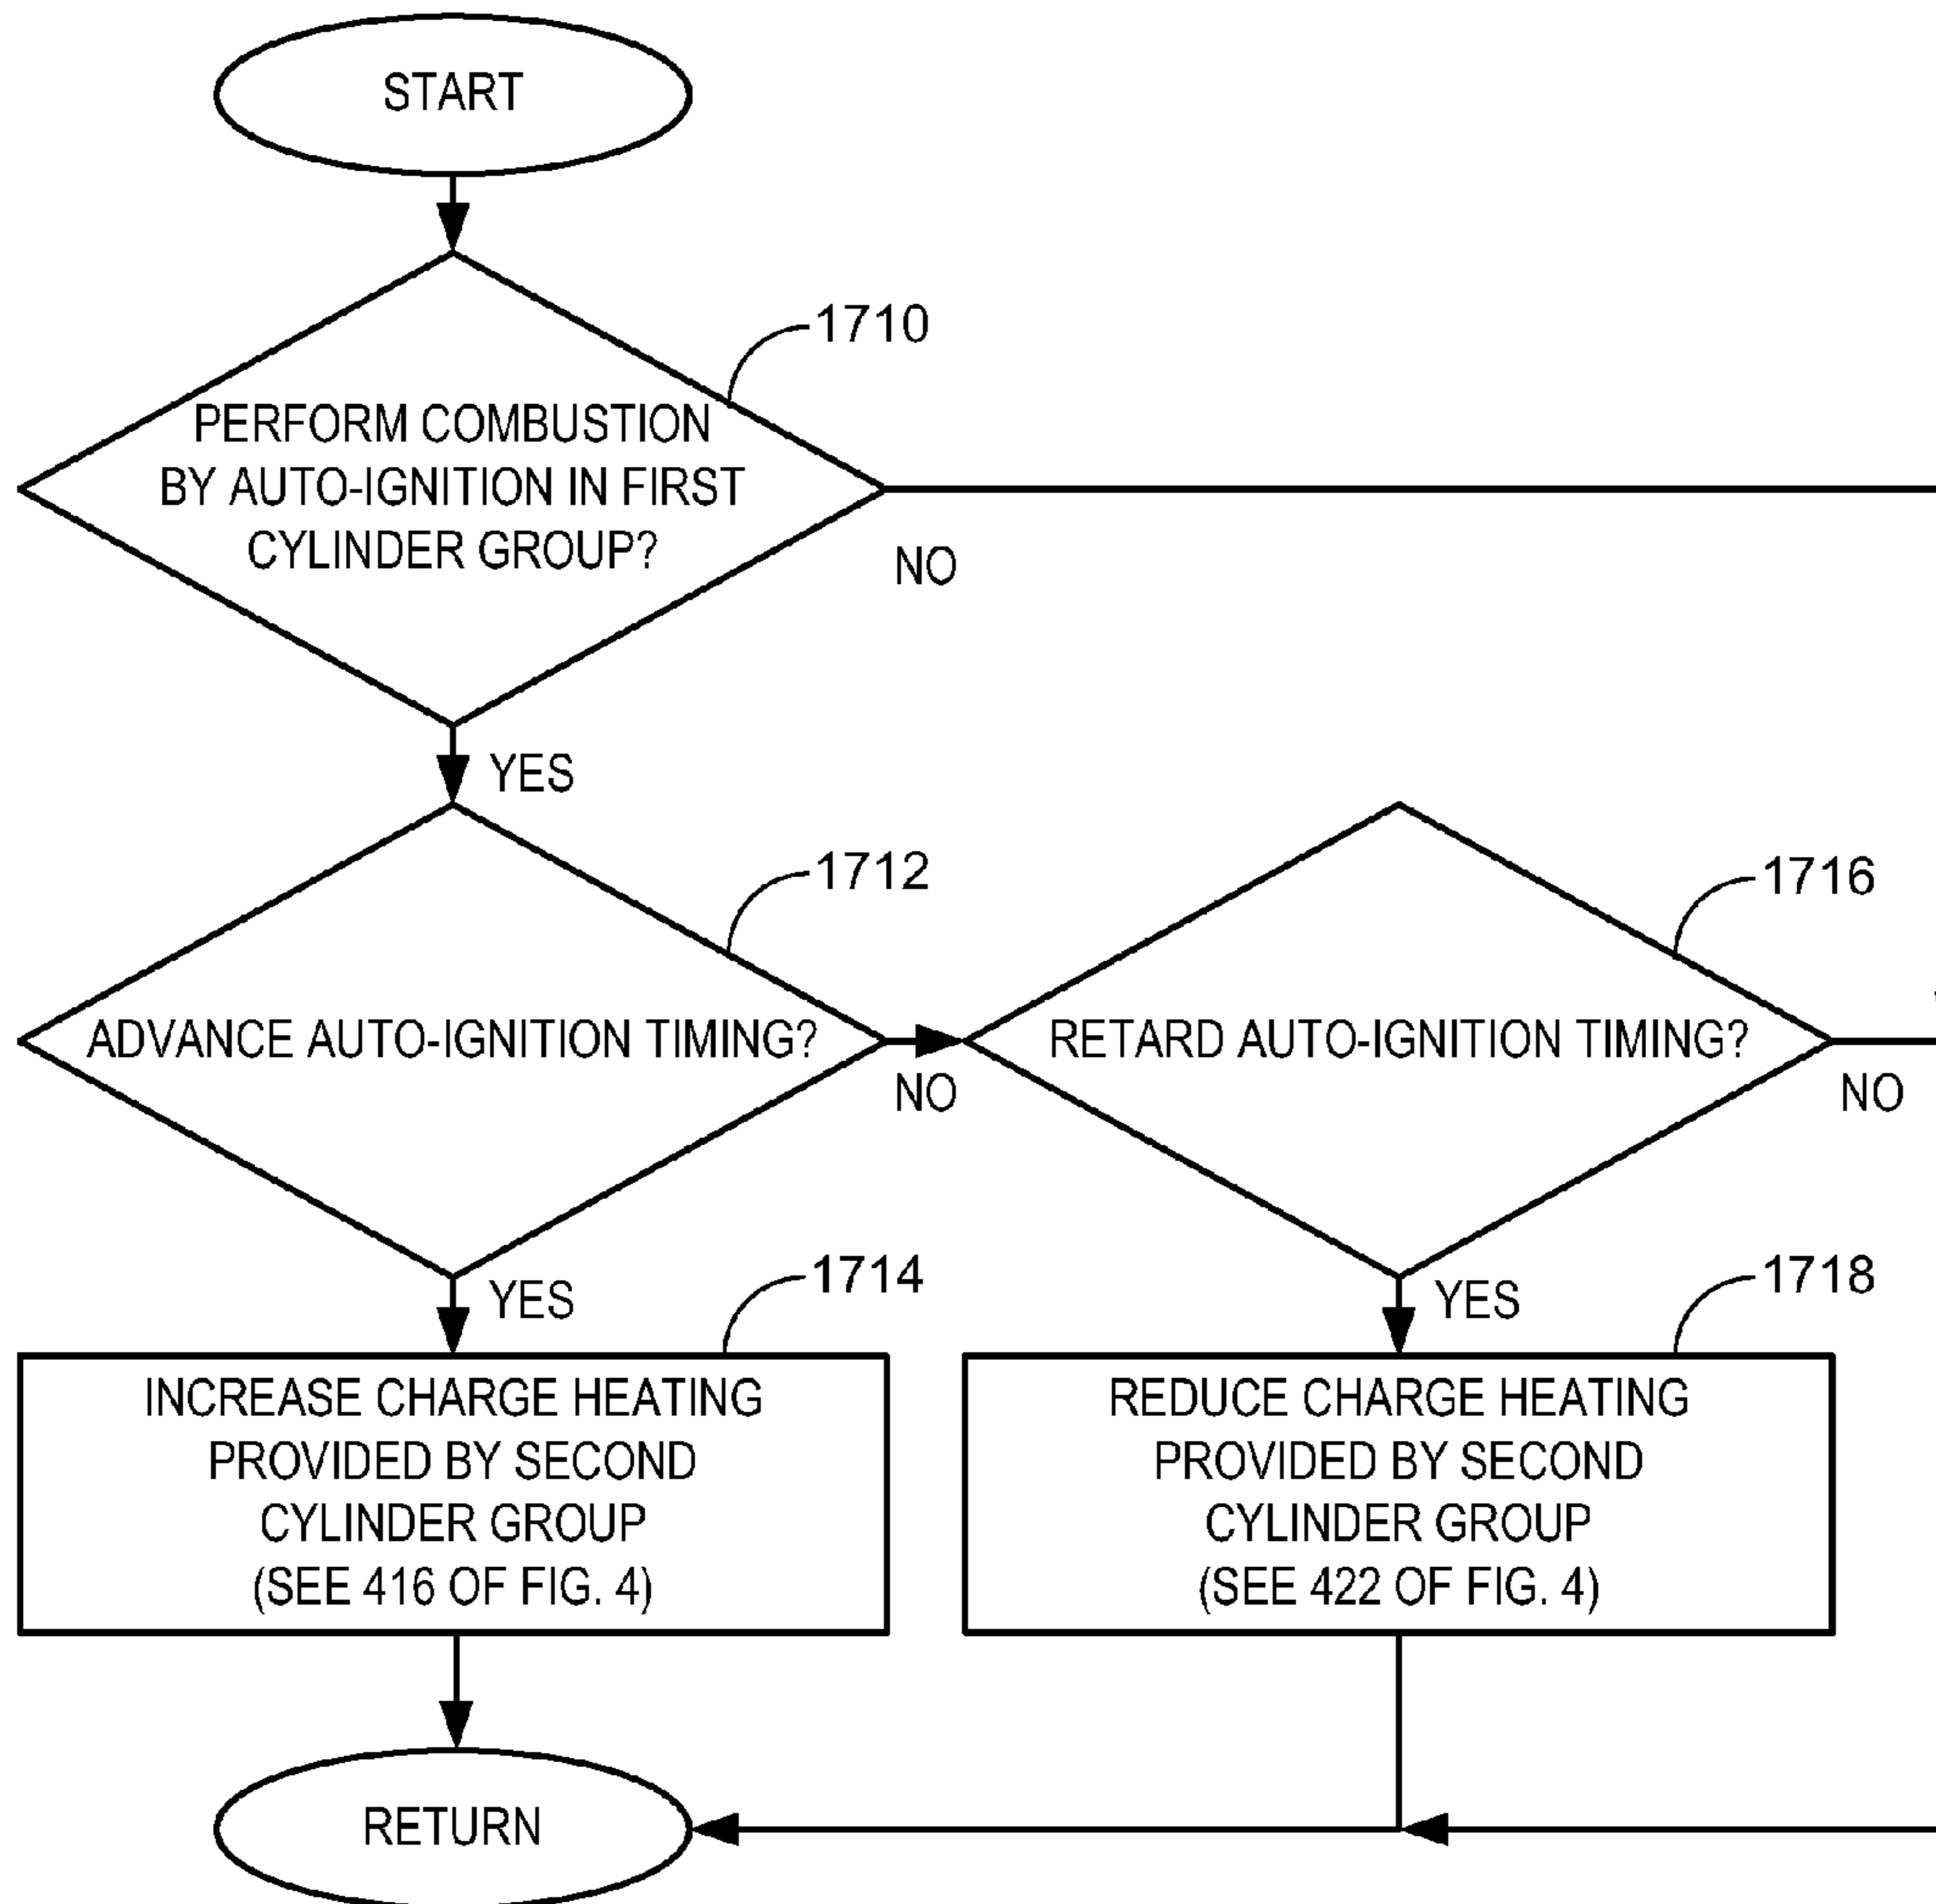 START
1710
PERFORM COMBUSTION
BY AUTO-IGNITION IN FIRST
CYLINDER GROUP?
NO
YES
1712
ADVANCE AUTO-IGNITION TIMING?
NO
1716
RETARD AUTO-IGNITION TIMING?
NO
YES
1714
INCREASE CHARGE HEATING
PROVIDED BY SECOND
CYLINDER GROUP
(SEE 416 OF FIG. 4)
YES
1718
REDUCE CHARGE HEATING
PROVIDED BY SECOND
CYLINDER GROUP
(SEE 422 OF FIG. 4)
RETURN